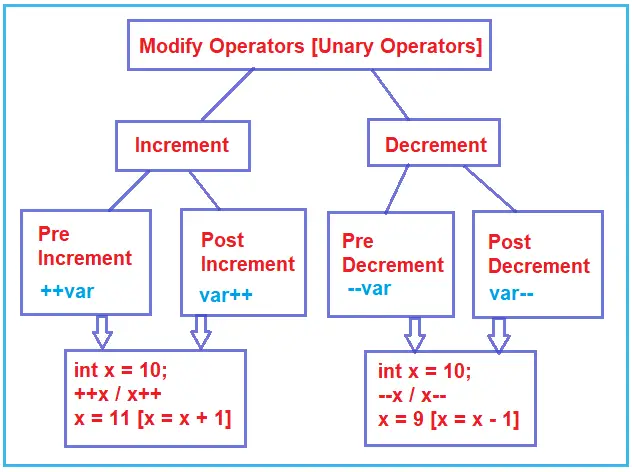 Modify Operators [Unary Operators]
Increment
Decrement
Pre
Increment
++var
Post
Increment
var++
Pre
Decrement
--var
Post
Decrement
var--
int x = 10;
++x / x++
x = 11 [x = x + 1]
int x = 10;
--x / x--
x = 9 [x = x - 1]